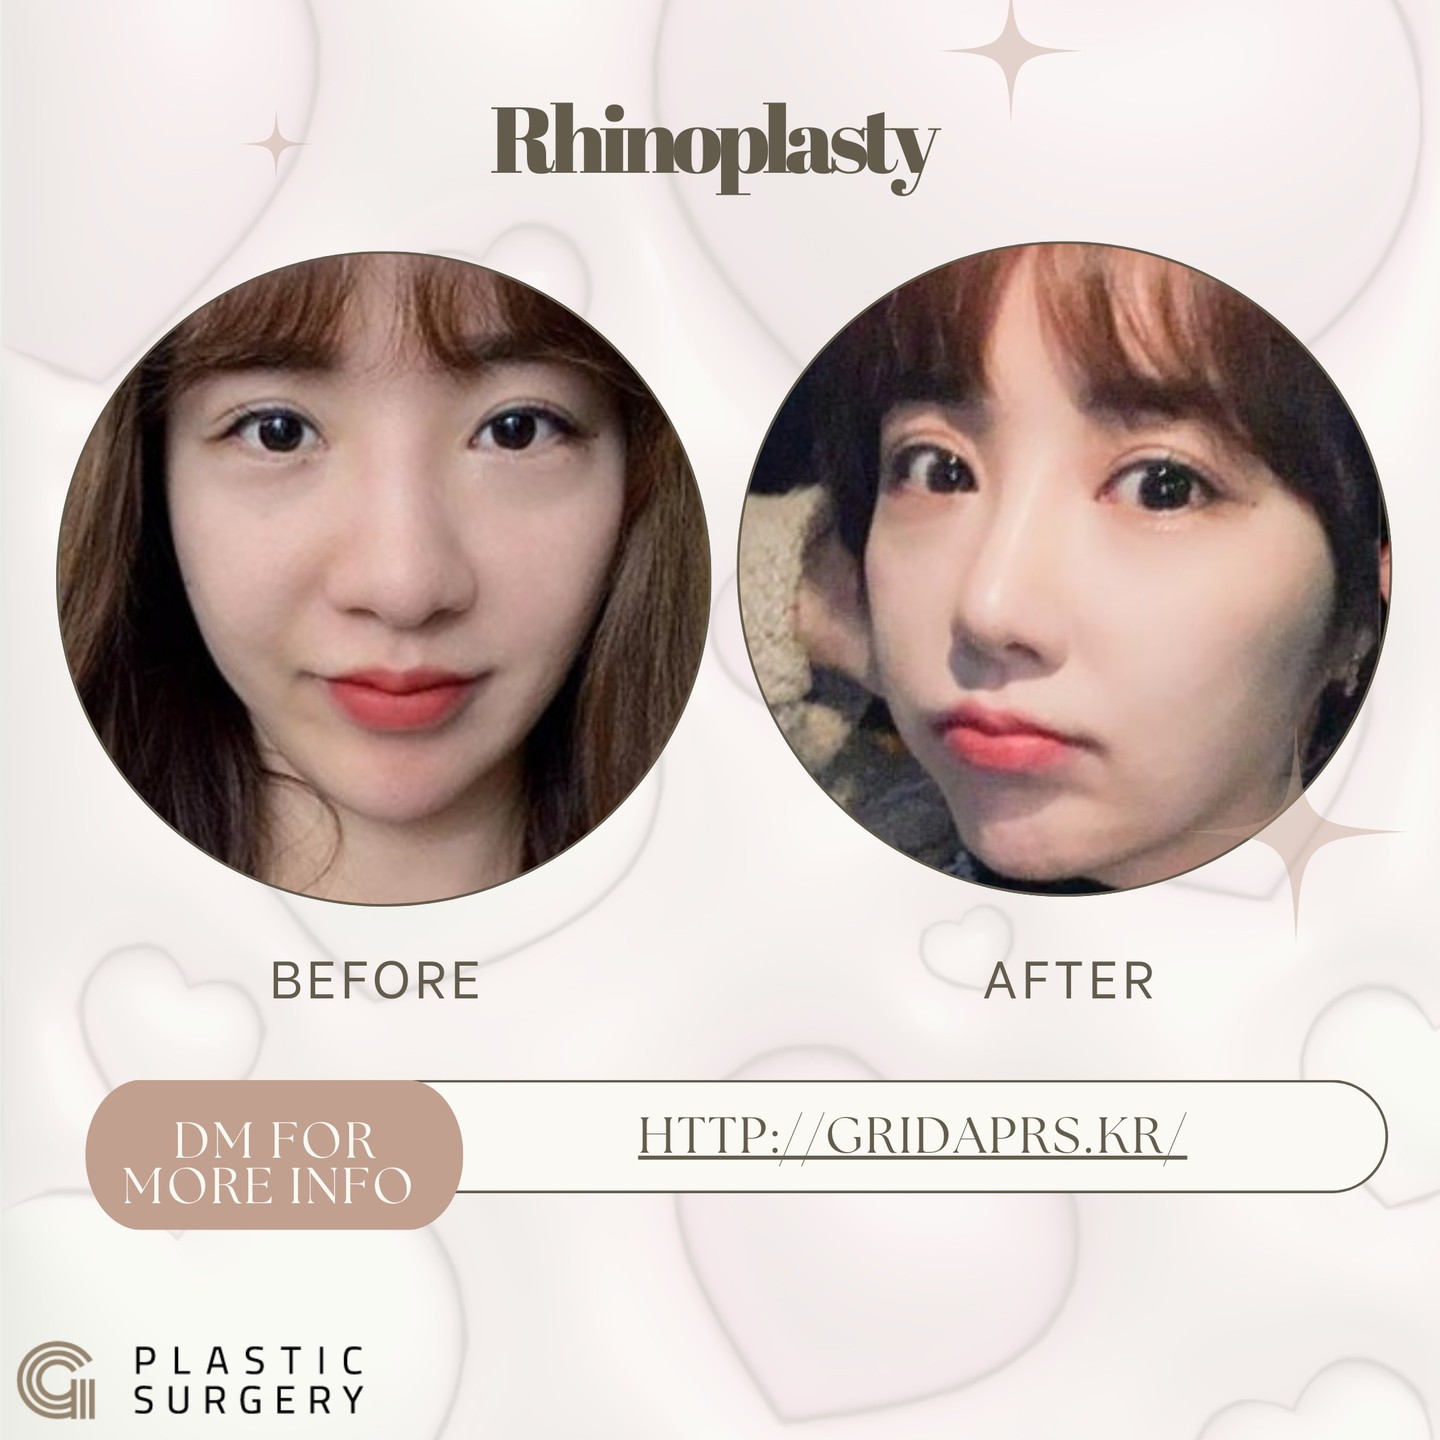 Rhinoplasty
BEFORE
AFTER
DM FOR
MORE INFO
HTTP://GRIDAPRS.KR/
PLASTIC
SURGERY